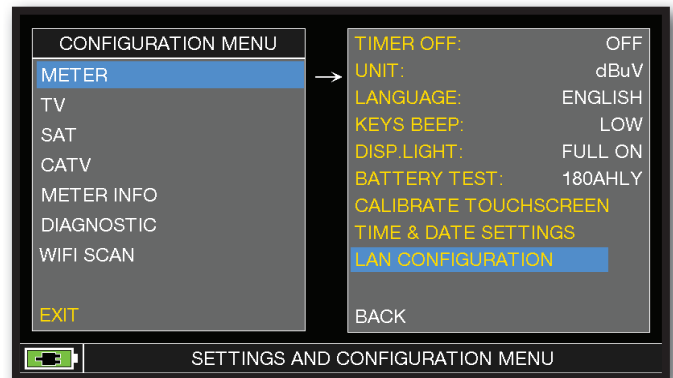 CONFIGURATION MENU
METER
TV
SAT
CATV
METER INFO
DIAGNOSTIC
WIFI SCAN
EXIT
TIMER OFF: OFF
UNIT: dBuV
LANGUAGE: ENGLISH
KEYS BEEP: LOW
DISP.LIGHT: FULL ON
BATTERY TEST: 180AHLY
CALIBRATE TOUCHSCREEN
TIME & DATE SETTINGS
LAN CONFIGURATION
BACK
SETTINGS AND CONFIGURATION MENU